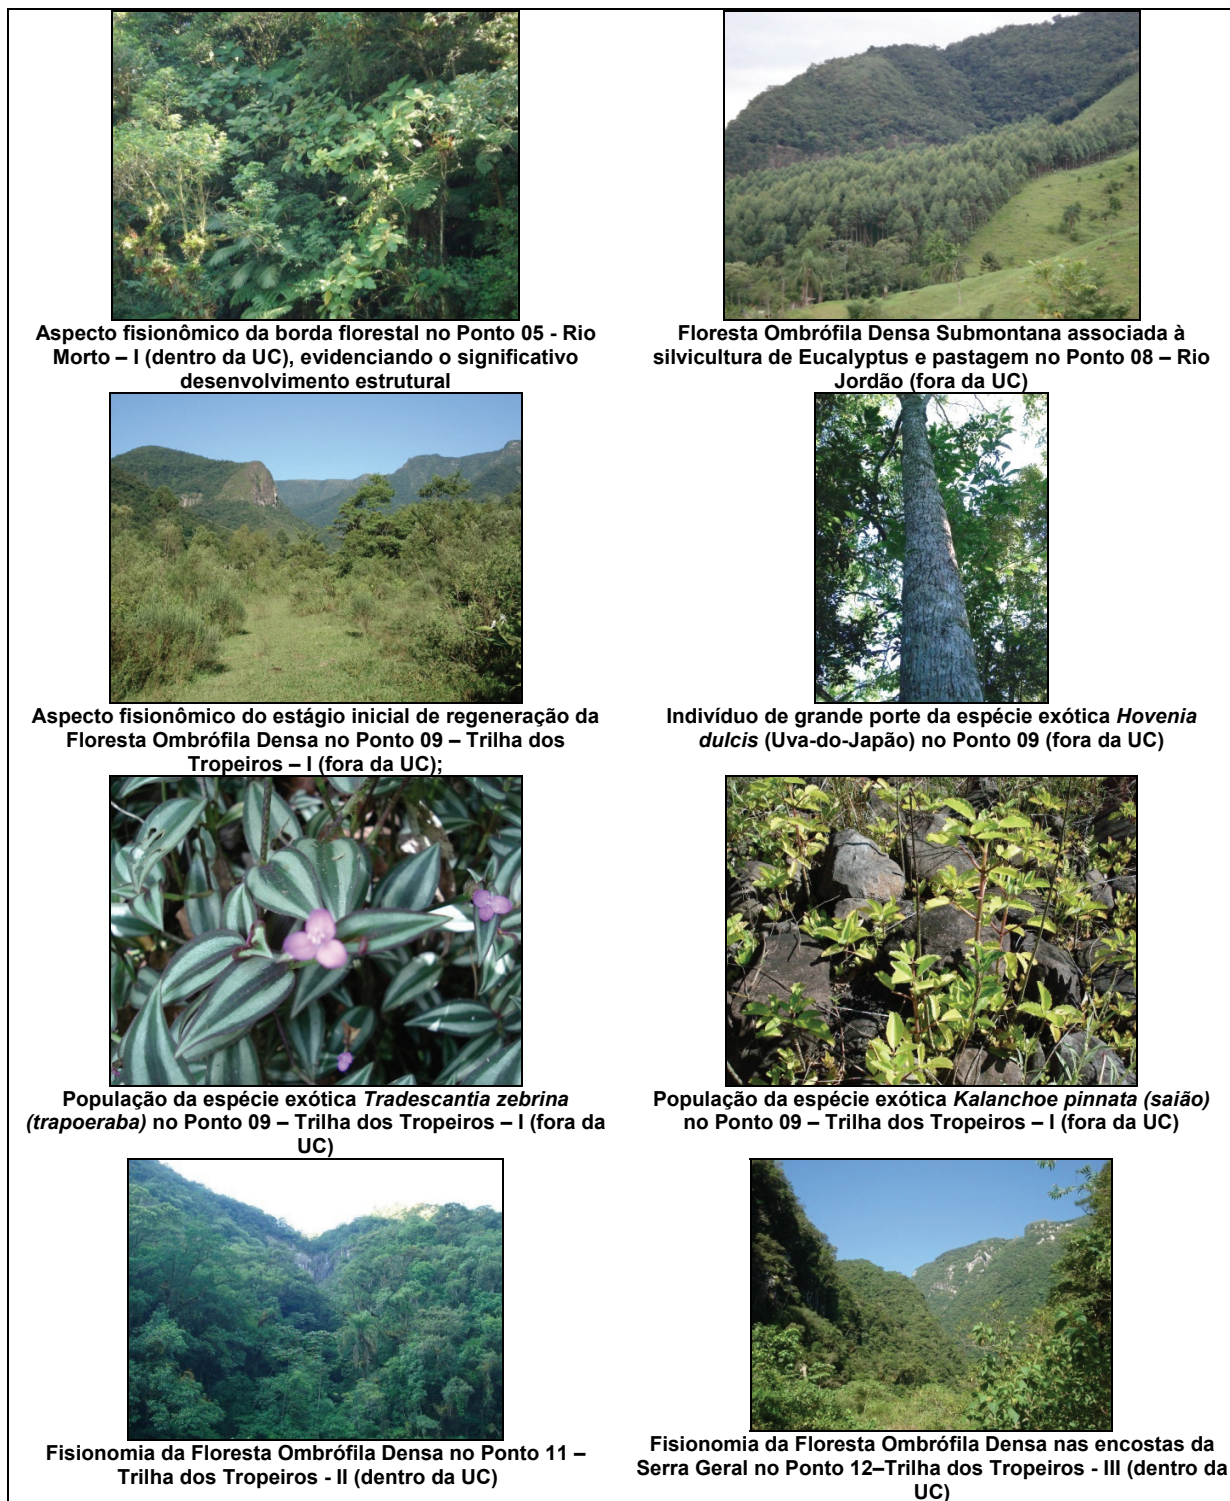 Aspecto fisionômico da borda florestal no Ponto 05 - Rio
Morto – I (dentro da UC), evidenciando o significativo
desenvolvimento estrutural
Floresta Ombrófila Densa Submontana associada à
silvicultura de Eucalyptus e pastagem no Ponto 08 – Rio
Jordão (fora da UC)
Aspecto fisionômico do estágio inicial de regeneração da
Floresta Ombrófila Densa no Ponto 09 – Trilha dos
Tropeiros – I (fora da UC);
Indivíduo de grande porte da espécie exótica Hovenia
dulcis (Uva-do-Japão) no Ponto 09 (fora da UC)
População da espécie exótica Tradescantia zebrina
(trapoeraba) no Ponto 09 – Trilha dos Tropeiros – I (fora da
UC)
População da espécie exótica Kalanchoe pinnata (saião)
no Ponto 09 – Trilha dos Tropeiros – I (fora da UC)
Fisionomia da Floresta Ombrófila Densa no Ponto 11 –
Trilha dos Tropeiros - II (dentro da UC)
Fisionomia da Floresta Ombrófila Densa nas encostas da
Serra Geral no Ponto 12–Trilha dos Tropeiros - III (dentro da
UC)